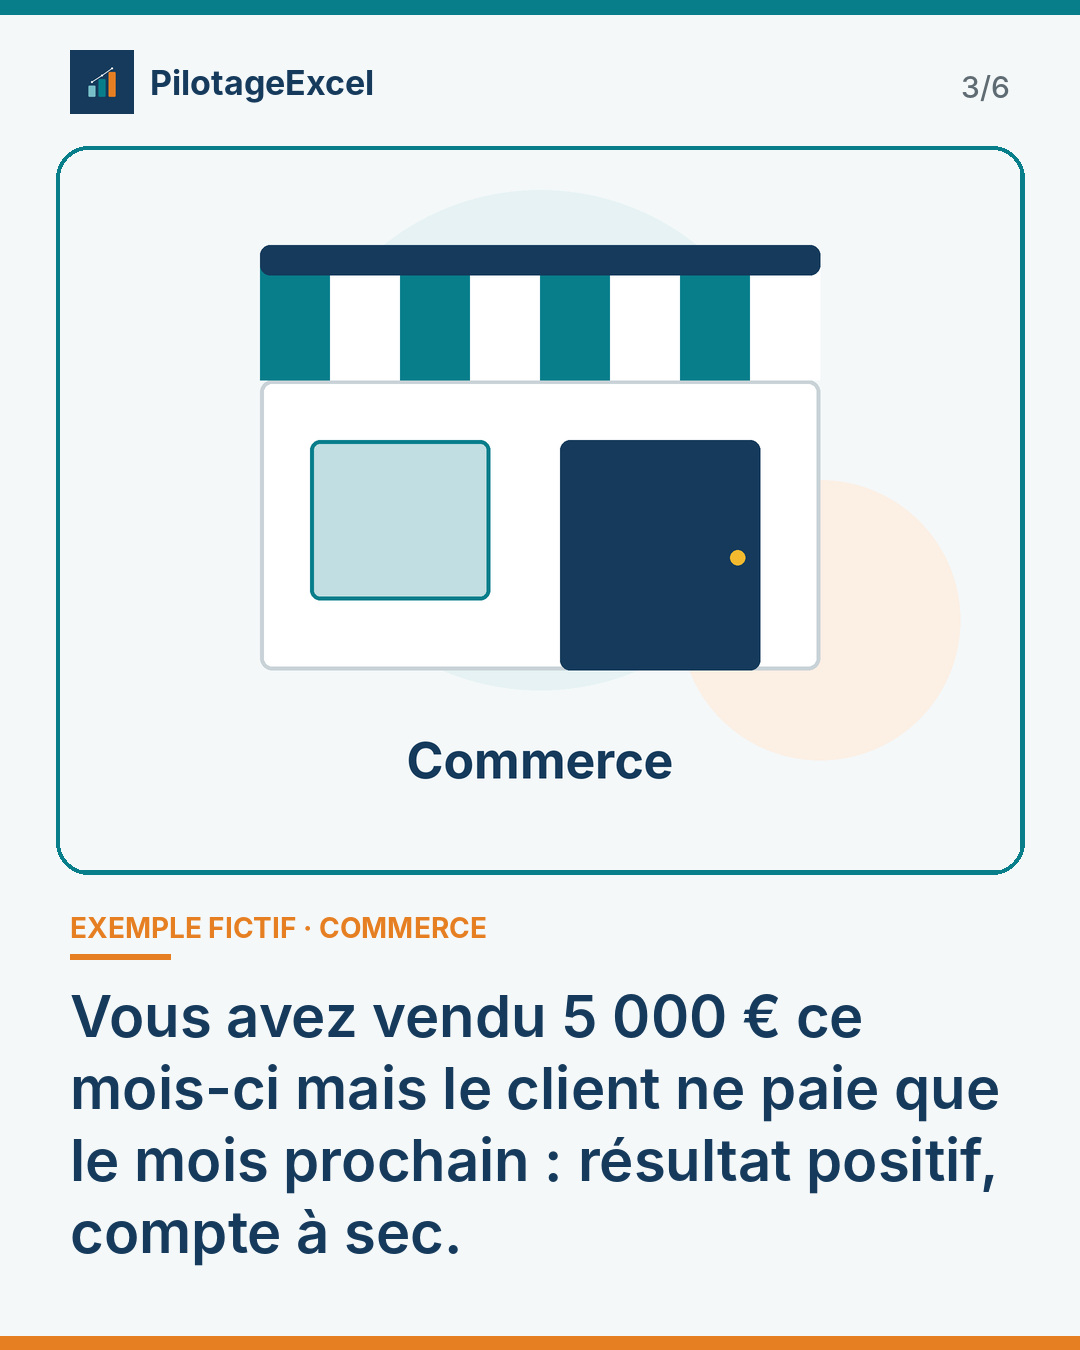 PilotageExcel
3/6
Commerce
EXEMPLE FICTIF · COMMERCE
Vous avez vendu 5 000 € ce
mois-ci mais le client ne paie que
le mois prochain : résultat positif,
compte à sec.